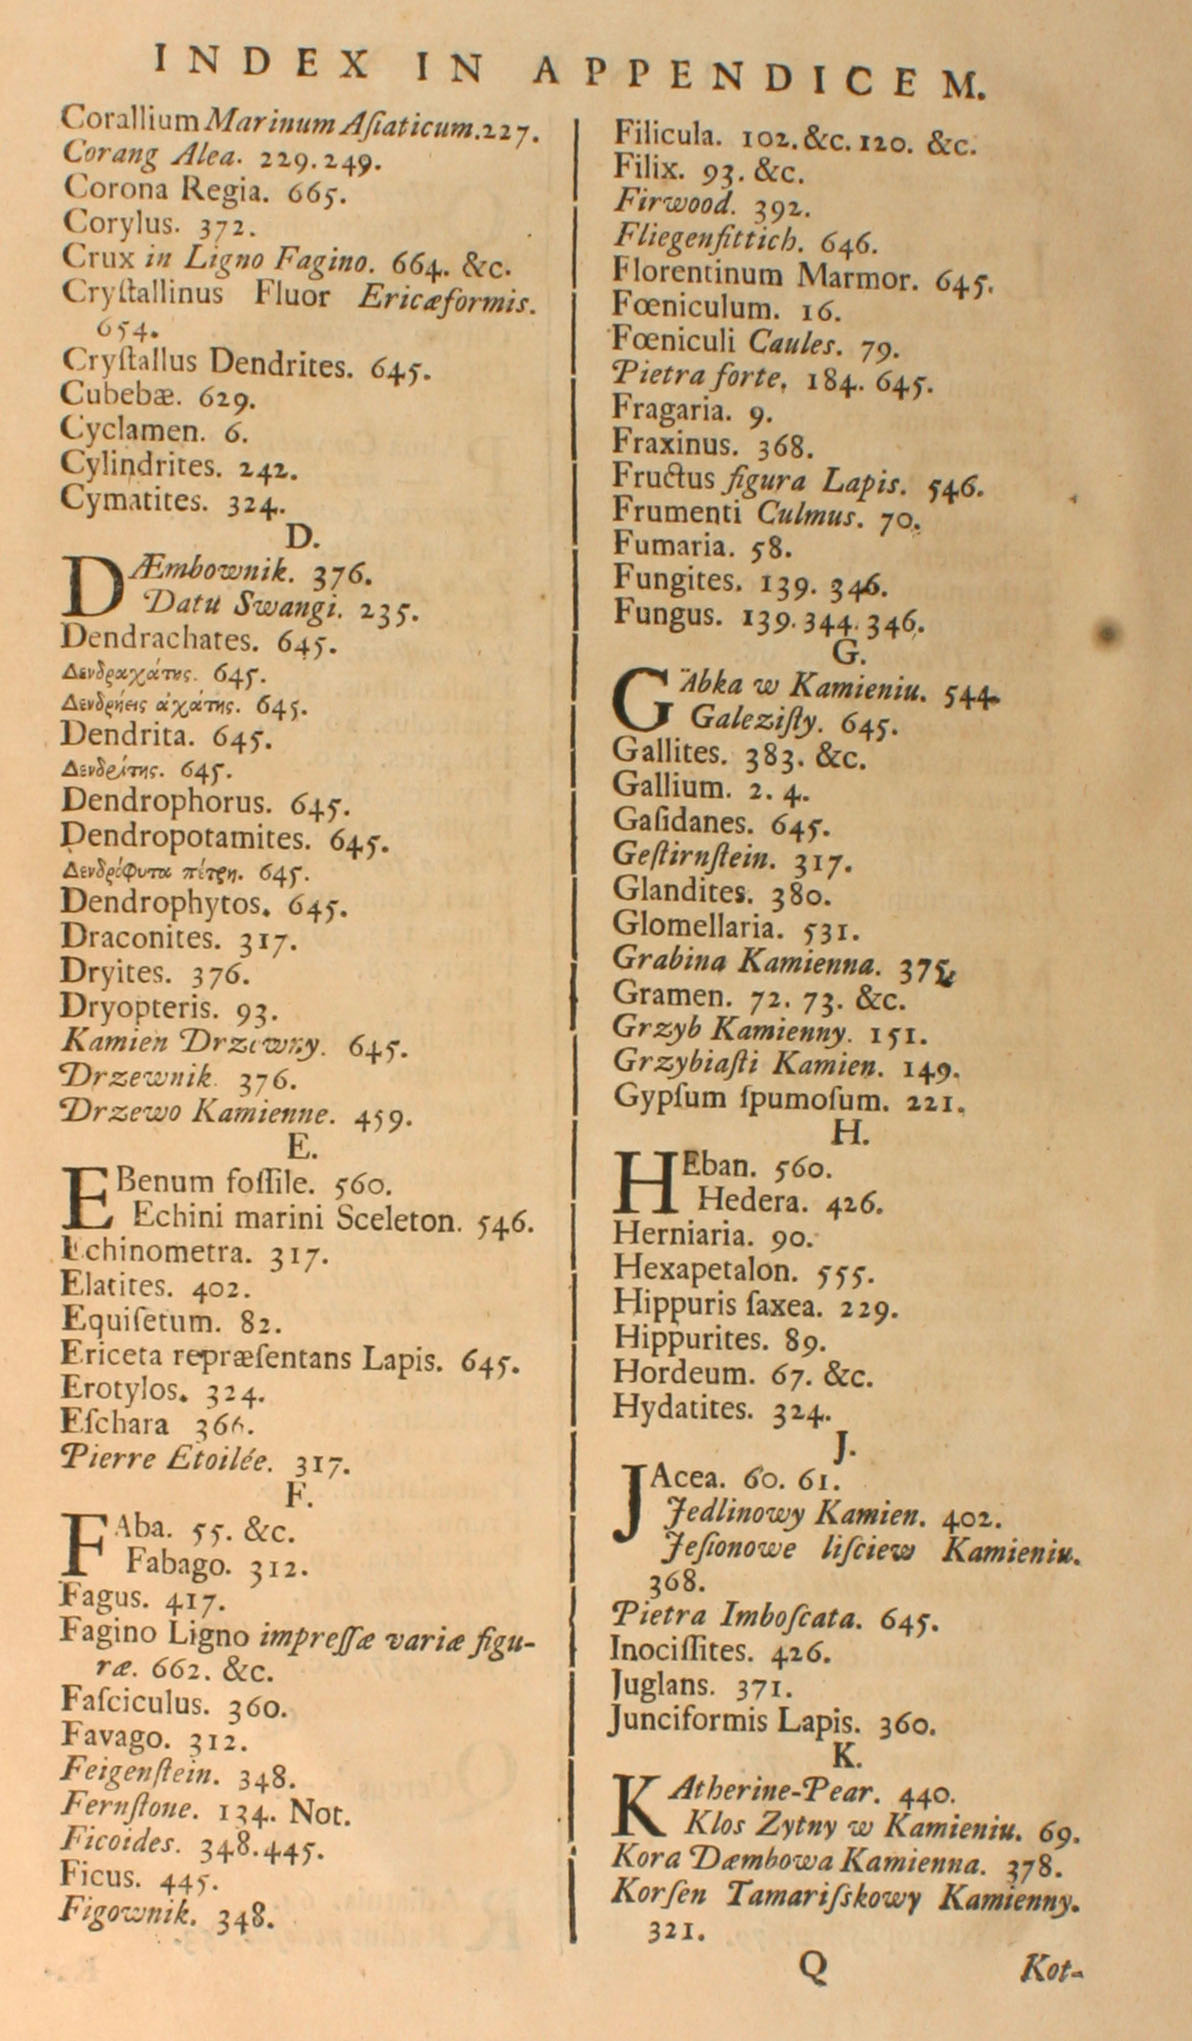 INDEX IN APPENDICEM.
Corallium Marinum Aſiaticum. 227.
Corang Alea. 229. 249.
Corona Regia. 665.
Corylus. 372.
Crux in Ligno Fagino. 664. &c.
Cryſtallinus Fluor Ericæformis.
654.
Cryſtallus Dendrites. 645.
Cubebæ. 629.
Cyclamen. 6.
Cylindrites. 242.
Cymatites. 324.
D.
DÆmbownik. 376.
Datu Swangi. 235.
Dendrachates. 645.
Δενδραχάτης. 645.
Δενδρήεις ἀχάτης. 645.
Dendrita. 645.
Δενδρίτης. 645.
Dendrophorus. 645.
Dendropotamites. 645.
Δενδρόφυτα πέτρη. 645.
Dendrophytos. 645.
Draconites. 317.
Dryites. 376.
Dryopteris. 93.
Kamien Drzewny. 645.
Drzewnik. 376.
Drzewo Kamienne. 459.
E.
EBenum foſſile. 560.
Echini marini Sceleton. 546.
Echinometra. 317.
Elatites. 402.
Equiſetum. 82.
Ericeta repræſentans Lapis. 645.
Erotylos. 324.
Eſchara 366.
Pierre Etoilée. 317.
F.
FAba. 55. &c.
Fabago. 312.
Fagus. 417.
Fagino Ligno impreſſæ variæ figu-
ræ. 662. &c.
Faſciculus. 360.
Favago. 312.
Feigenſtein. 348.
Fernſtone. 134. Not.
Ficoides. 348. 445.
Ficus. 445.
Figownik. 348.
Filicula. 102. &c. 120. &c.
Filix. 93. &c.
Firwood. 392.
Fliegenfittich. 646.
Florentinum Marmor. 645.
Fœniculum. 16.
Fœniculi Caules. 79.
Pietra forte. 184. 645.
Fragaria. 9.
Fraxinus. 368.
Fructus figura Lapis. 546.
Frumenti Culmus. 70.
Fumaria. 58.
Fungites. 139. 346.
Fungus. 139. 344. 346.
G.
GAbka w Kamieniu. 544.
Galeziſty. 645.
Gallites. 383. &c.
Gallium. 2. 4.
Gaſidanes. 645.
Geſtirnſtein. 317.
Glandites. 380.
Glomellaria. 531.
Grabina Kamienna. 375.
Gramen. 72. 73. &c.
Grzyb Kamienny. 151.
Grzybiaſti Kamien. 149.
Gypſum ſpumoſum. 221.
H.
HEban. 560.
Hedera. 426.
Herniaria. 90.
Hexapetalon. 555.
Hippuris ſaxea. 229.
Hippurites. 89.
Hordeum. 67. &c.
Hydatites. 324.
J.
JAcea. 60. 61.
Jedlinowy Kamien. 402.
Jeſionowe liſciew Kamieniu.
368.
Pietra Imboſcata. 645.
Inociſſites. 426.
Juglans. 371.
Junciformis Lapis. 360.
K.
KAtherine-Pear. 440.
Klos Zytny w Kamieniu. 69.
Kora Dæmbowa Kamienna. 378.
Korſen Tamariſskowy Kamienny.
321.
Q Kot-